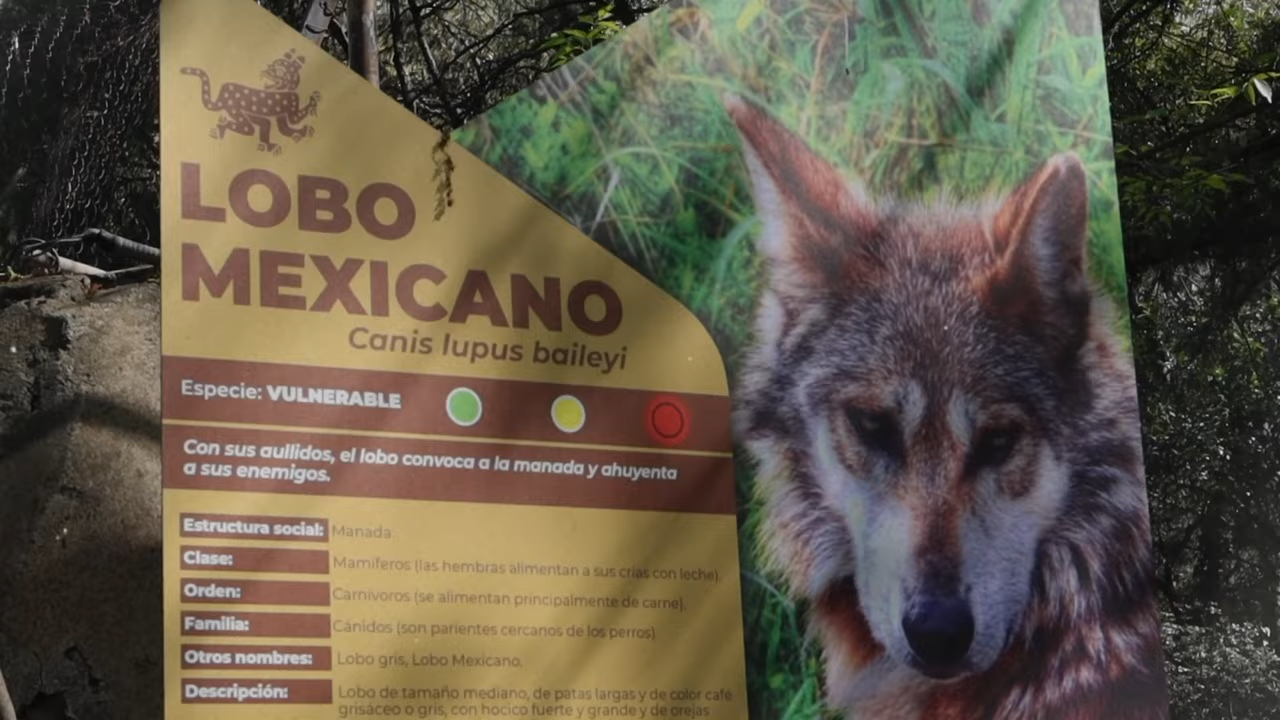 LOBO
MEXICANO
Canis lupus baileyi
Especie: VULNERABLE
Con sus aullidos, el lobo convoca a la manada y ahuyenta
a sus enemigos.
Estructura social: Manada.
Clase: Mamíferos (las hembras alimentan a sus crías con leche).
Orden: Carnívoros (se alimentan principalmente de carne).
Familia: Cánidos (son parientes cercanos de los perros)
Otros nombres: Lobo gris, Lobo Mexicano.
Descripción: Lobo de tamaño mediano, de patas largas y de color café
grisáceo o gris, con hocico fuerte y grande y de orejas